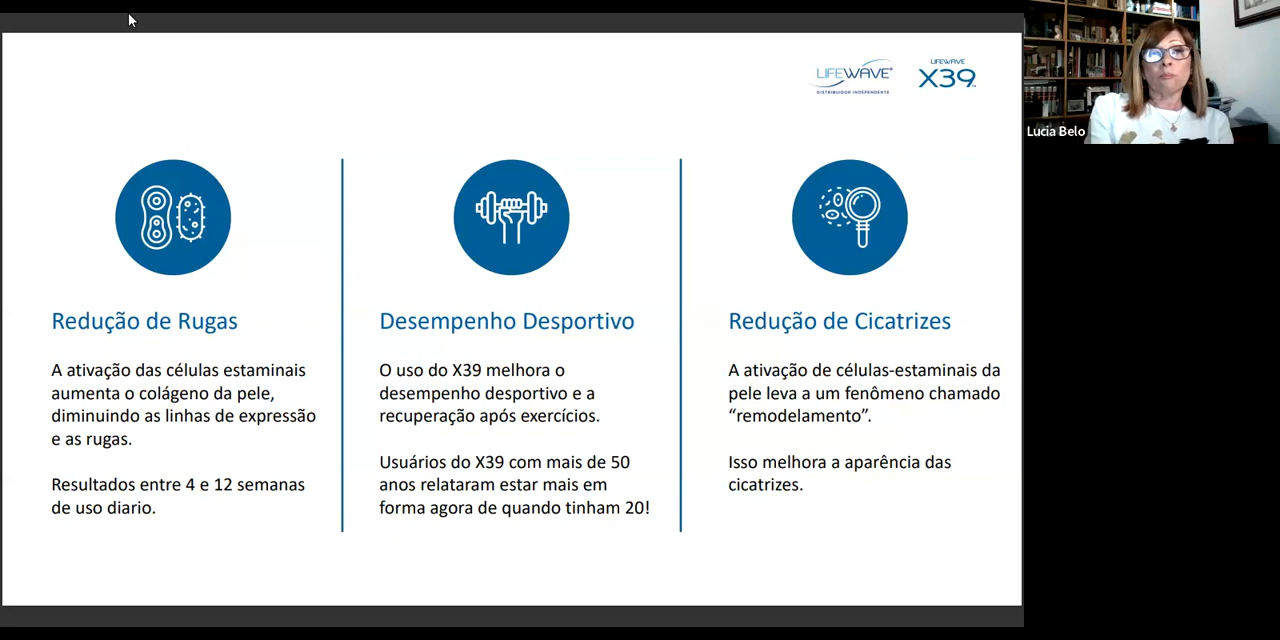 LIFEWAVE®
DISTRIBUIDOR INDEPENDENTE
LIFEWAVE
X39™
Lucia Belo
Redução de Rugas
A ativação das células estaminais
aumenta o colágeno da pele,
diminuindo as linhas de expressão
e as rugas.
Resultados entre 4 e 12 semanas
de uso diario.
Desempenho Desportivo
O uso do X39 melhora o
desempenho desportivo e a
recuperação após exercícios.
Usuários do X39 com mais de 50
anos relataram estar mais em
forma agora de quando tinham 20!
Redução de Cicatrizes
A ativação de células-estaminais da
pele leva a um fenômeno chamado
“remodelamento”.
Isso melhora a aparência das
cicatrizes.